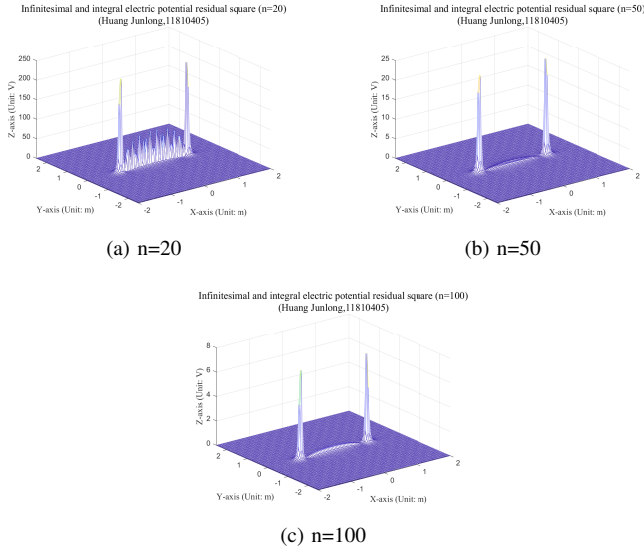 Infinitesimal and integral electric potential residual square (n=20)
(Huang Junlong,11810405)
250
200
150
100
50
0
Z-axis (Unit: V)
2
1
0
-1
-2
Y-axis (Unit: m)
-2
-1
0
1
2
X-axis (Unit: m)
(a) n=20
Infinitesimal and integral electric potential residual square (n=50)
(Huang Junlong,11810405)
25
20
15
10
5
0
Z-axis (Unit: V)
2
1
0
-1
-2
Y-axis (Unit: m)
-2
-1
0
1
2
X-axis (Unit: m)
(b) n=50
Infinitesimal and integral electric potential residual square (n=100)
(Huang Junlong,11810405)
8
6
4
2
0
Z-axis (Unit: V)
2
1
0
-1
-2
Y-axis (Unit: m)
-2
-1
0
1
2
X-axis (Unit: m)
(c) n=100